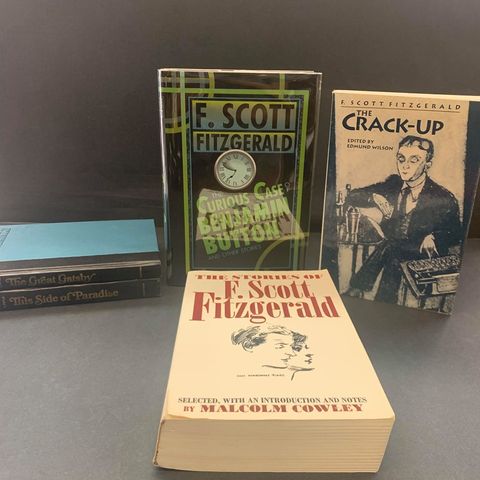 The Great Gatsby
This Side of Paradise
F. SCOTT
FITZGERALD
CURIOUS CASE OF
BENJAMIN
BUTTON
AND OTHER STORIES
F. SCOTT FITZGERALD
THE
CRACK-UP
EDITED BY
EDMUND WILSON
THE STORIES OF
F. Scott
Fitzgerald
SELECTED, WITH AN INTRODUCTION AND NOTES
BY MALCOLM COWLEY